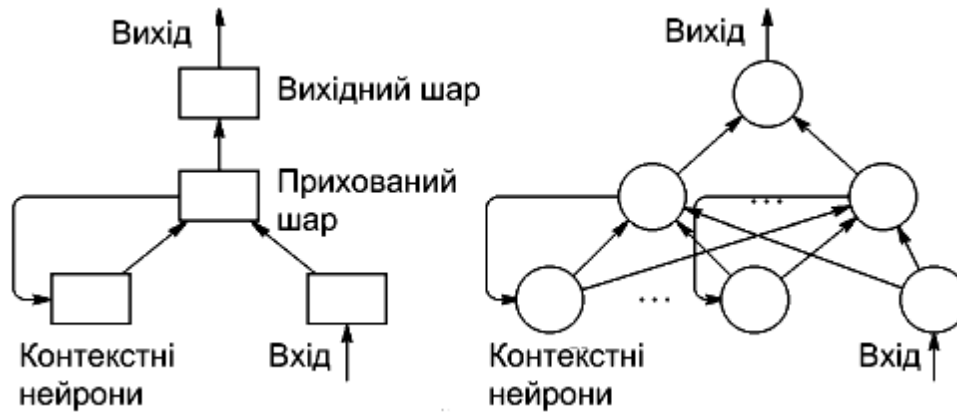 Вихід
Вихідний шар
Прихований
шар
Контекстні
нейрони
Вхід
Вихід
...
...
Контекстні
нейрони
Вхід